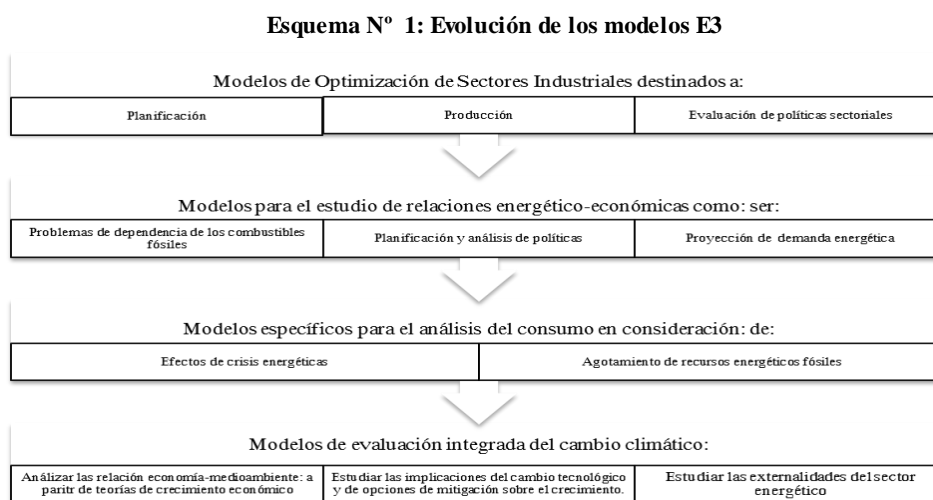 Esquema Nº 1: Evolución de los modelos E3
Modelos de Optimización de Sectores Industriales destinados a:
Planificación
Producción
Evaluación de políticas sectoriales
Modelos para el estudio de relaciones energético-económicas como: ser:
Problemas de dependencia de los combustibles
fósiles
Planificación y análisis de políticas
Proyección de demanda energética
Modelos específicos para el análisis del consumo en consideración: de:
Efectos de crisis energéticas
Agotamiento de recursos energéticos fósiles
Modelos de evaluación integrada del cambio climático:
Análizar las relación economía-medioambiente: a
paritr de teorías de crecimiento económico
Estudiar las implicaciones del cambio tecnológico
y de opciones de mitigación sobre el crecimiento.
Estudiar las externalidades del sector
energético